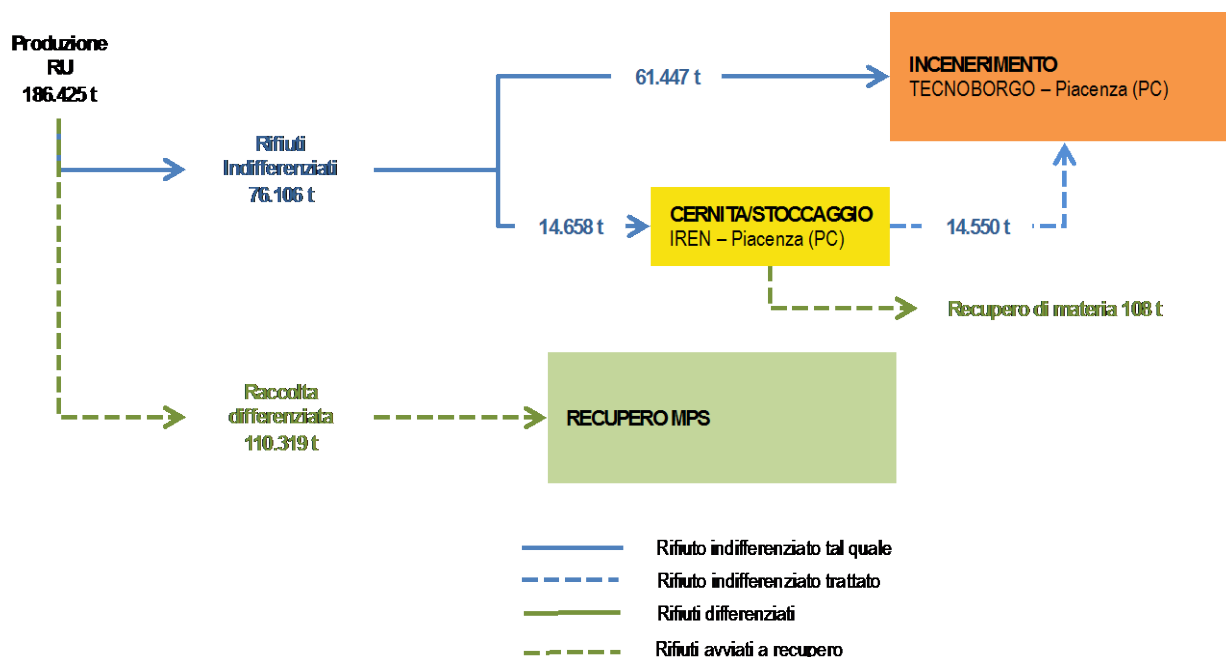 Produzione
RU
186.425 t
61.447 t
INCENERIMENTO
TECNOBORGO – Piacenza (PC)
Rifiuti
Indifferenziati
76.106 t
14.658 t
CERNITA/STOCCAGGIO
IREN – Piacenza (PC)
14.550 t
Recupero di materia 108 t
Raccolta
differenziata
110.319 t
RECUPERO MPS
Rifiuto indifferenziato tal quale
Rifiuto indifferenziato trattato
Rifiuti differenziati
Rifiuti avviati a recupero